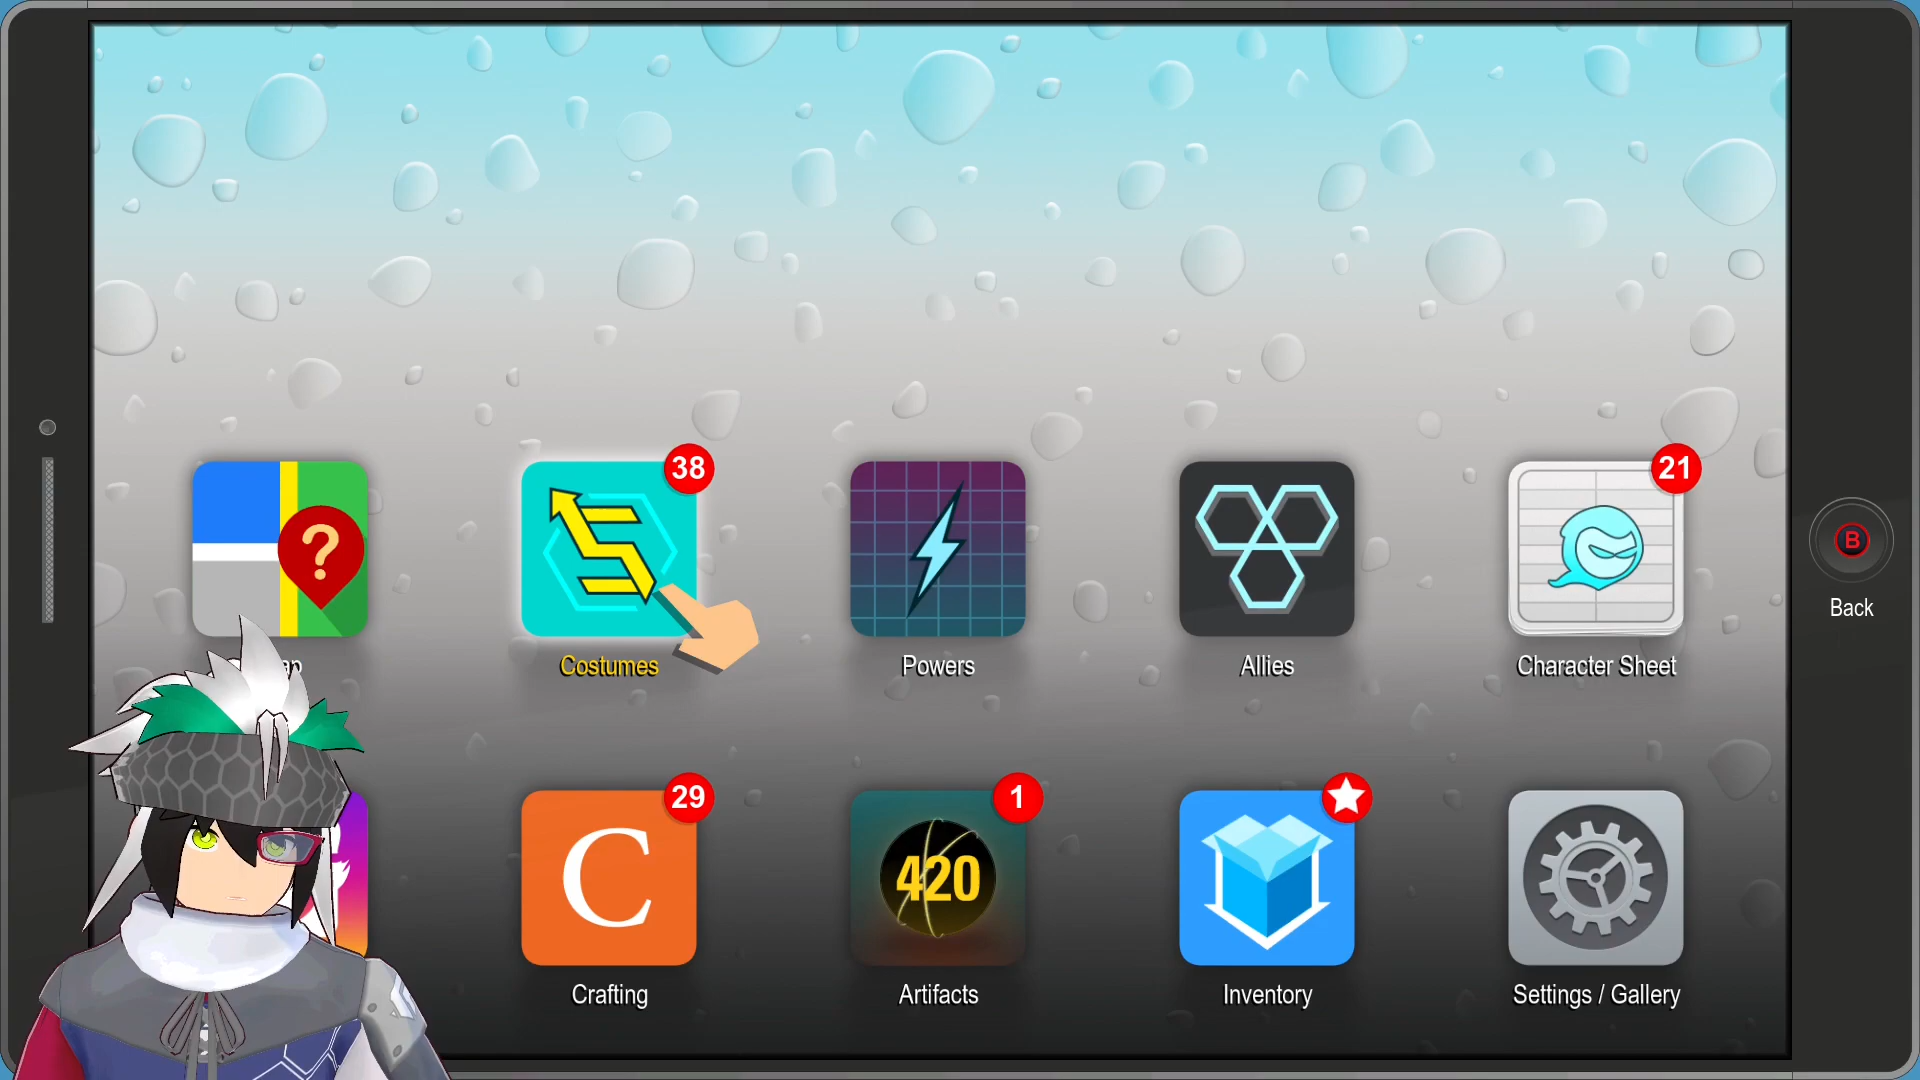 38
21
?
B
Back
Costumes
Powers
Allies
Character Sheet
29
1
C
420
Crafting
Artifacts
Inventory
Settings / Gallery